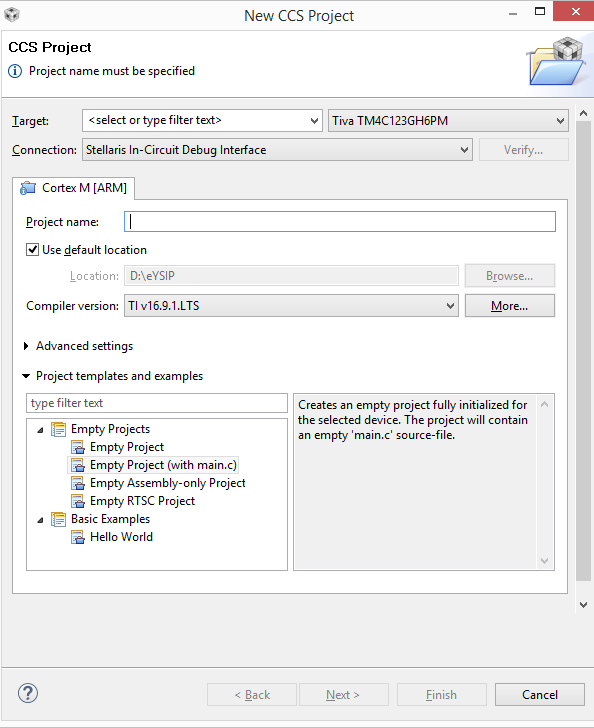 New CCS Project
CCS Project
Project name must be specified
Target: <select or type filter text> Tiva TM4C123GH6PM
Connection: Stellaris In-Circuit Debug Interface Verify...
Cortex M [ARM]
Project name:
Use default location
Location: D:\eYSIP Browse...
Compiler version: TI v16.9.1.LTS More...
Advanced settings
Project templates and examples
type filter text
Empty Projects
Empty Project
Empty Project (with main.c)
Empty Assembly-only Project
Empty RTSC Project
Basic Examples
Hello World
Creates an empty project fully initialized for
the selected device. The project will contain
an empty 'main.c' source-file.
? < Back Next > Finish Cancel